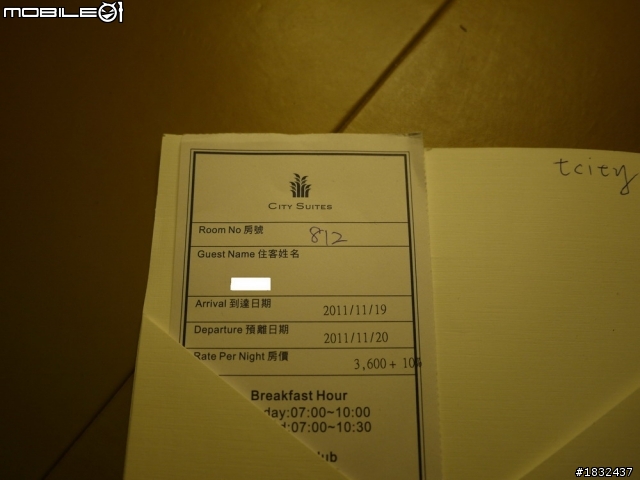 MOBILE01
CITY SUITES
Room No 房號 812
Guest Name 住客姓名
Arrival 到達日期 2011/11/19
Departure 預離日期 2011/11/20
Rate Per Night 房價 3,600 + 10%
Breakfast Hour
day:07:00~10:00
d:07:00~10:30
ub
tcity
#1832437